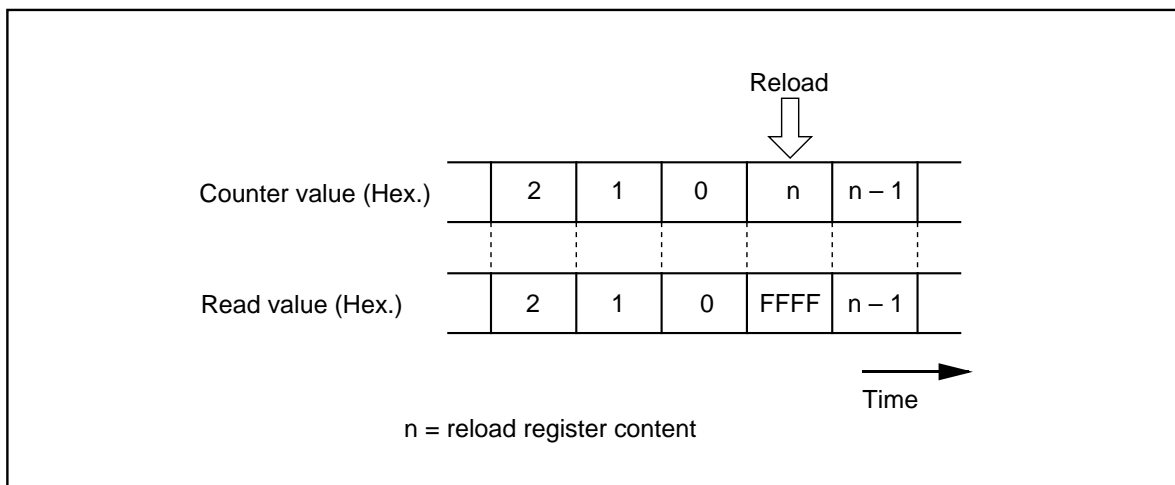 Reload
Counter value (Hex.) 2 1 0 n n – 1
Read value (Hex.) 2 1 0 FFFF n – 1
Time
n = reload register content